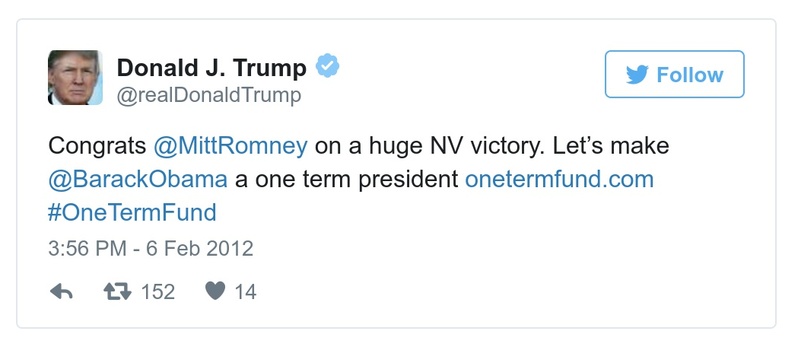 Donald J. Trump
@realDonaldTrump
Follow
Congrats @MittRomney on a huge NV victory. Let’s make
@BarackObama a one term president onetermfund.com
#OneTermFund
3:56 PM - 6 Feb 2012
152 14